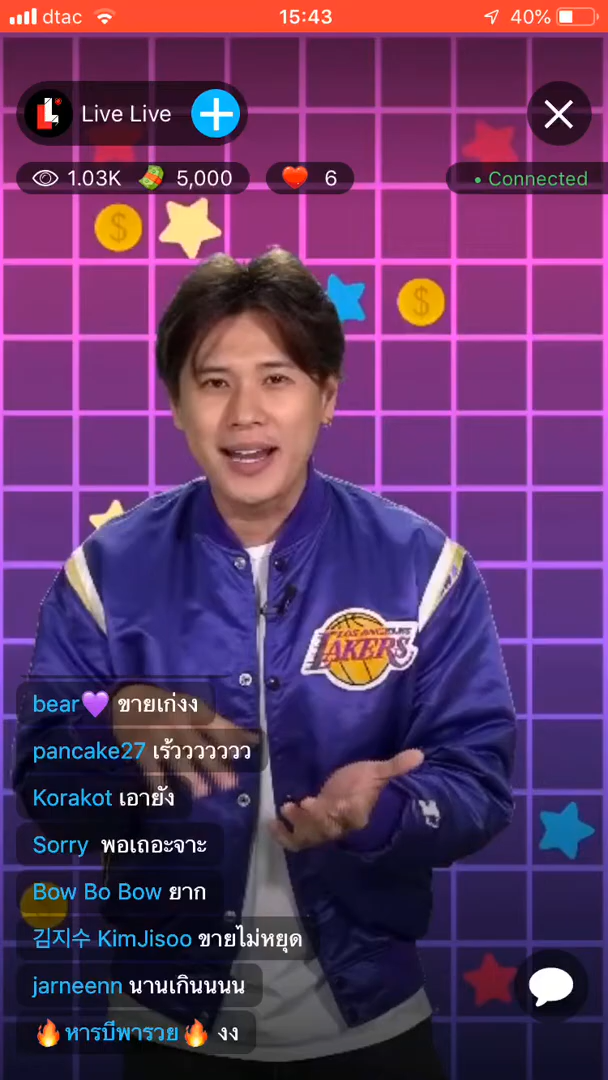 dtac
15:43
40%
Live Live
1.03K
5,000
6
• Connected
LOS ANGELES
LAKERS
bear💜 ขายเก่งง
pancake27 เร้วววววววว
Korakot เอายัง
Sorry พอเถอะจาะ
Bow Bo Bow ยาก
김지수 KimJisoo ขายไม่หยุด
jarneenn นานเกินนนน
🔥หารบีพารวย🔥 งง